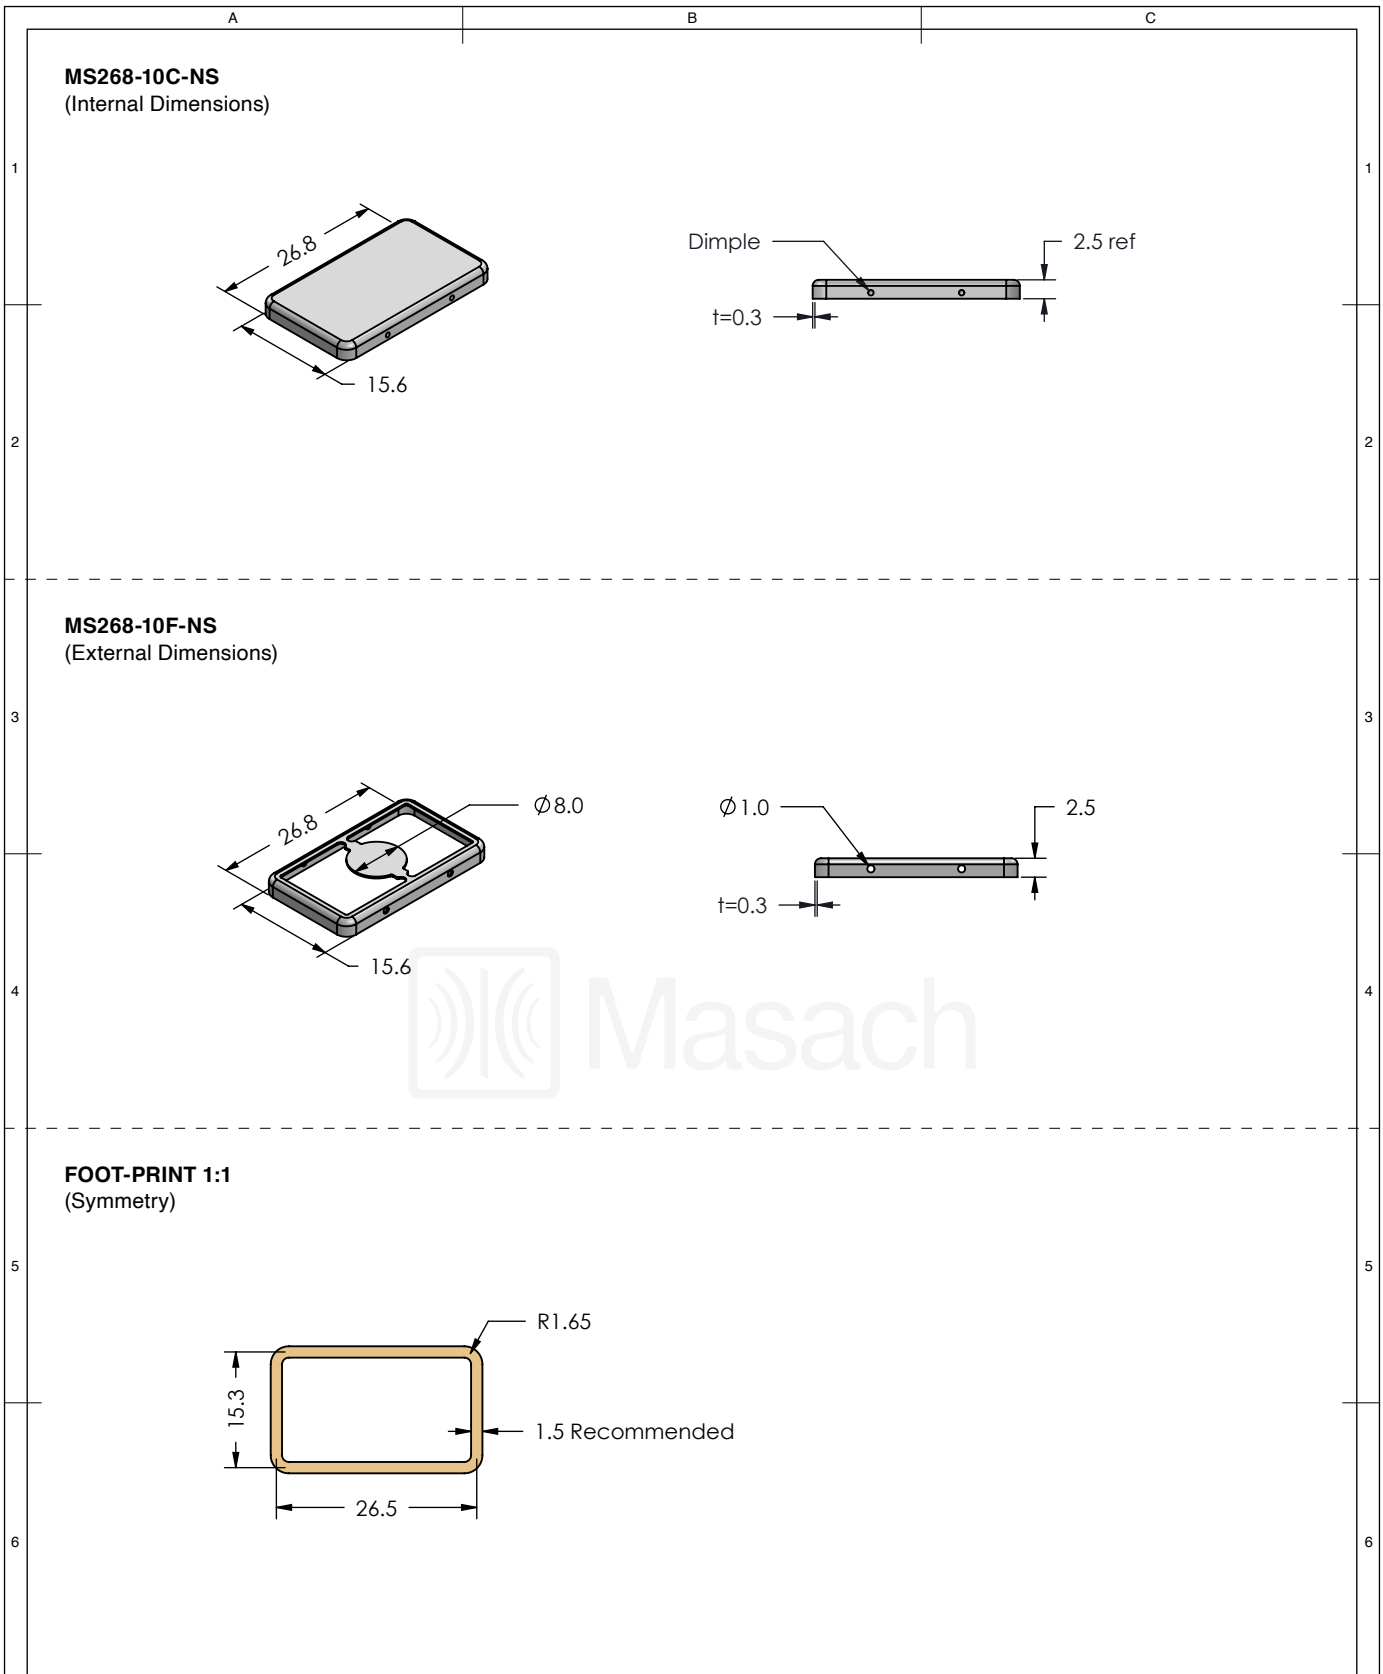 A B C
MS268-10C-NS
(Internal Dimensions)
1 1
26.8
15.6
Dimple
2.5 ref
t=0.3
2 2
MS268-10F-NS
(External Dimensions)
3 3
26.8
Ø8.0
15.6
Ø1.0
2.5
t=0.3
Masach
4 4
FOOT-PRINT 1:1
(Symmetry)
5 5
R1.65
15.3
1.5 Recommended
26.5
6 6